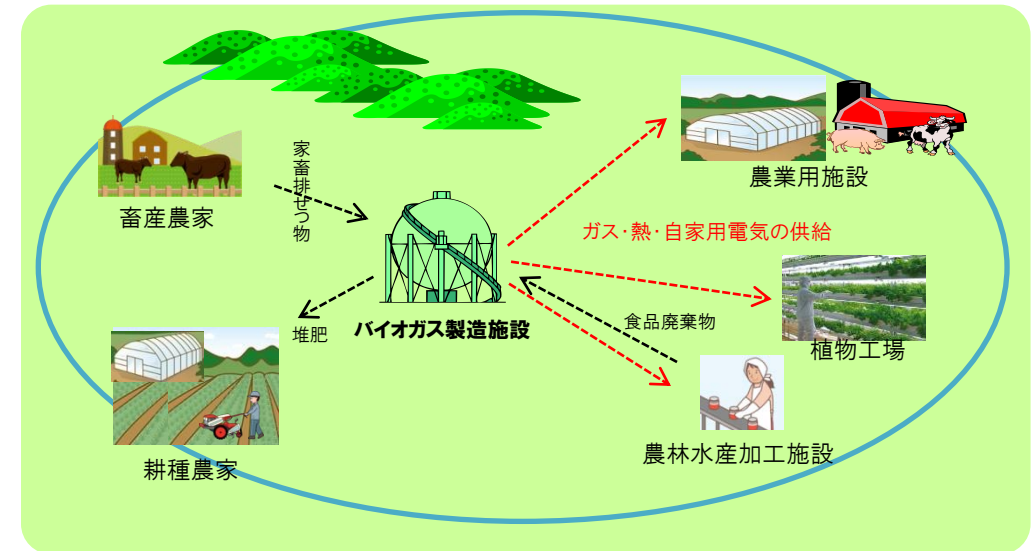 家畜排せつ物
畜産農家
農業用施設
ガス・熱・自家用電気の供給
堆肥
バイオガス製造施設
食品廃棄物
植物工場
農林水産加工施設
耕種農家